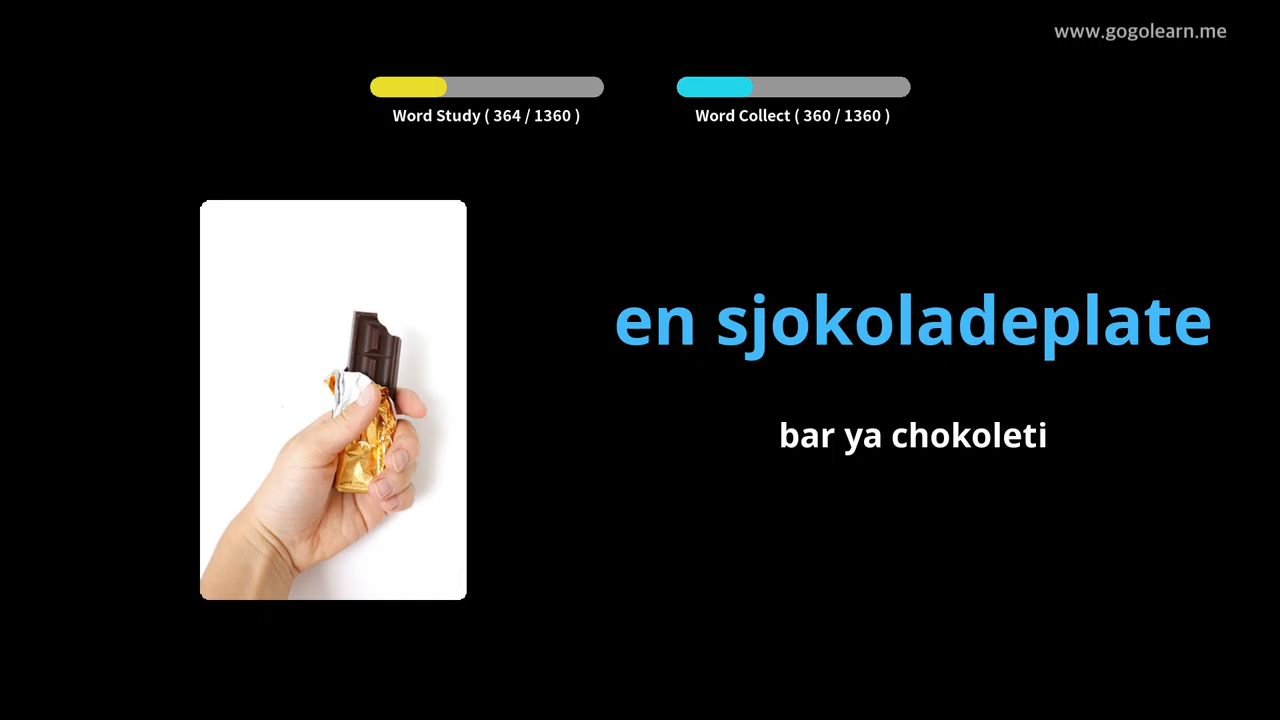 www.gogolearn.me
Word Study ( 364 / 1360 )
Word Collect ( 360 / 1360 )
en sjokoladeplate
bar ya chokoleti